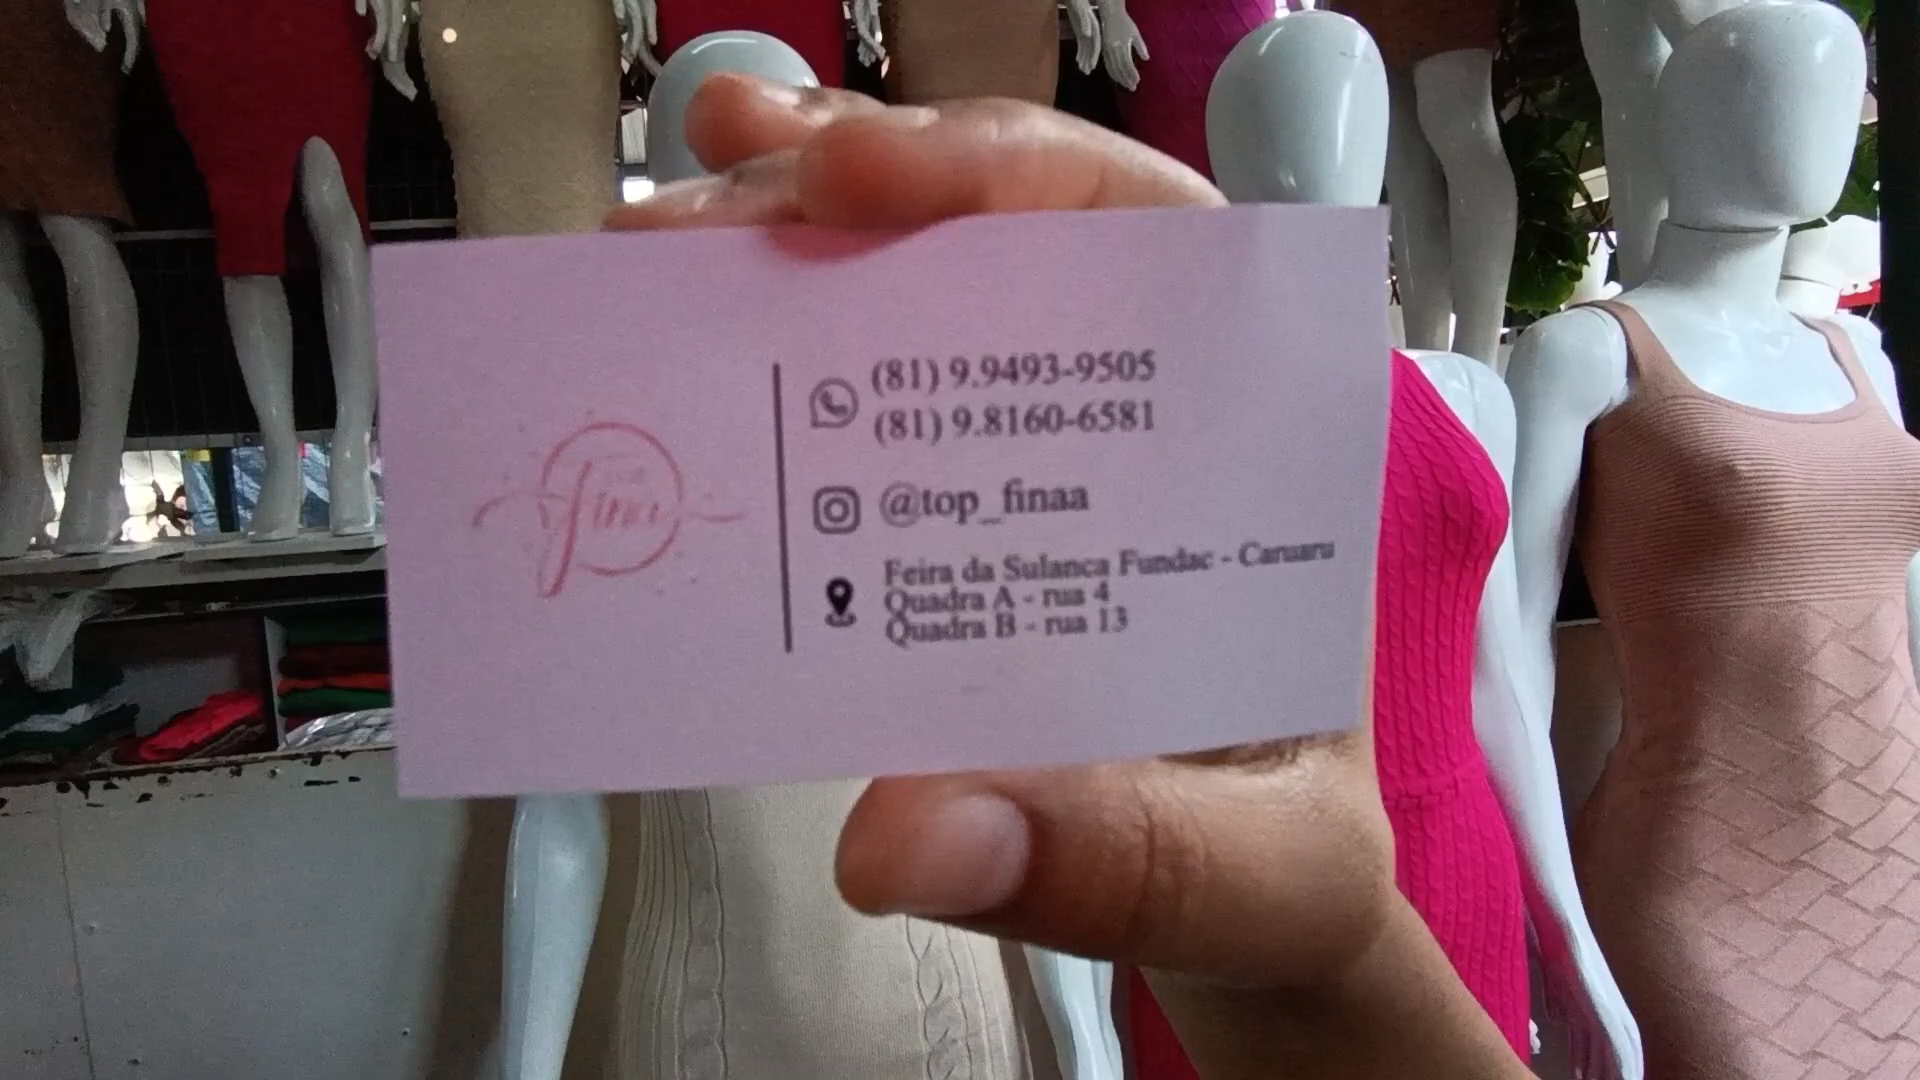 Fina
(81) 9.9493-9505
(81) 9.8160-6581
@top_finaa
Feira da Sulanca Fundac - Caruaru
Quadra A - rua 4
Quadra B - rua 13